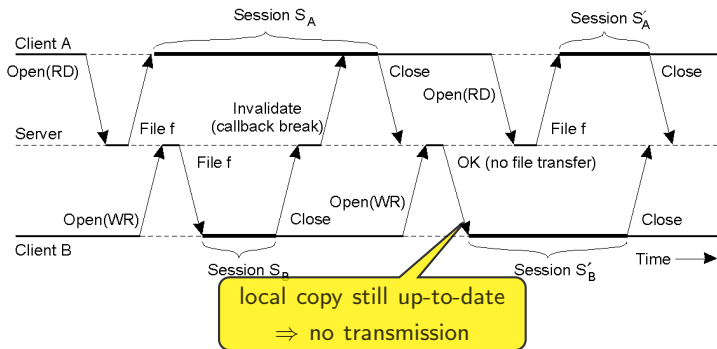 Session S_A
Session S'_A
Client A
Open(RD)
Close
Close
Invalidate
(callback break)
Open(RD)
Server
File f
File f
File f
OK (no file transfer)
Open(WR)
Close
Open(WR)
Close
Client B
Session S_B
Session S'_B
Time
local copy still up-to-date
⇒ no transmission